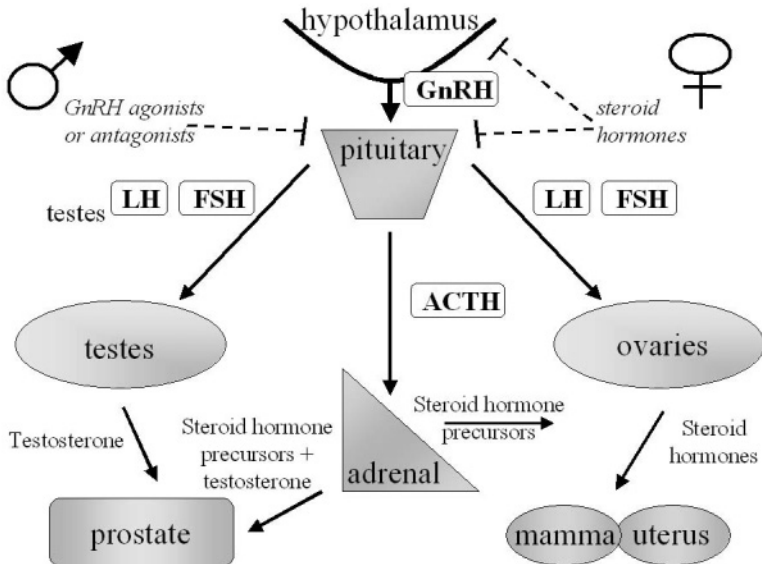 hypothalamus
GnRH
GnRH agonists
or antagonists
steroid
hormones
pituitary
testes
LH
FSH
LH
FSH
ACTH
testes
ovaries
Testosterone
Steroid hormone
precursors +
testosterone
Steroid hormone
precursors
Steroid
hormones
adrenal
prostate
mamma
uterus